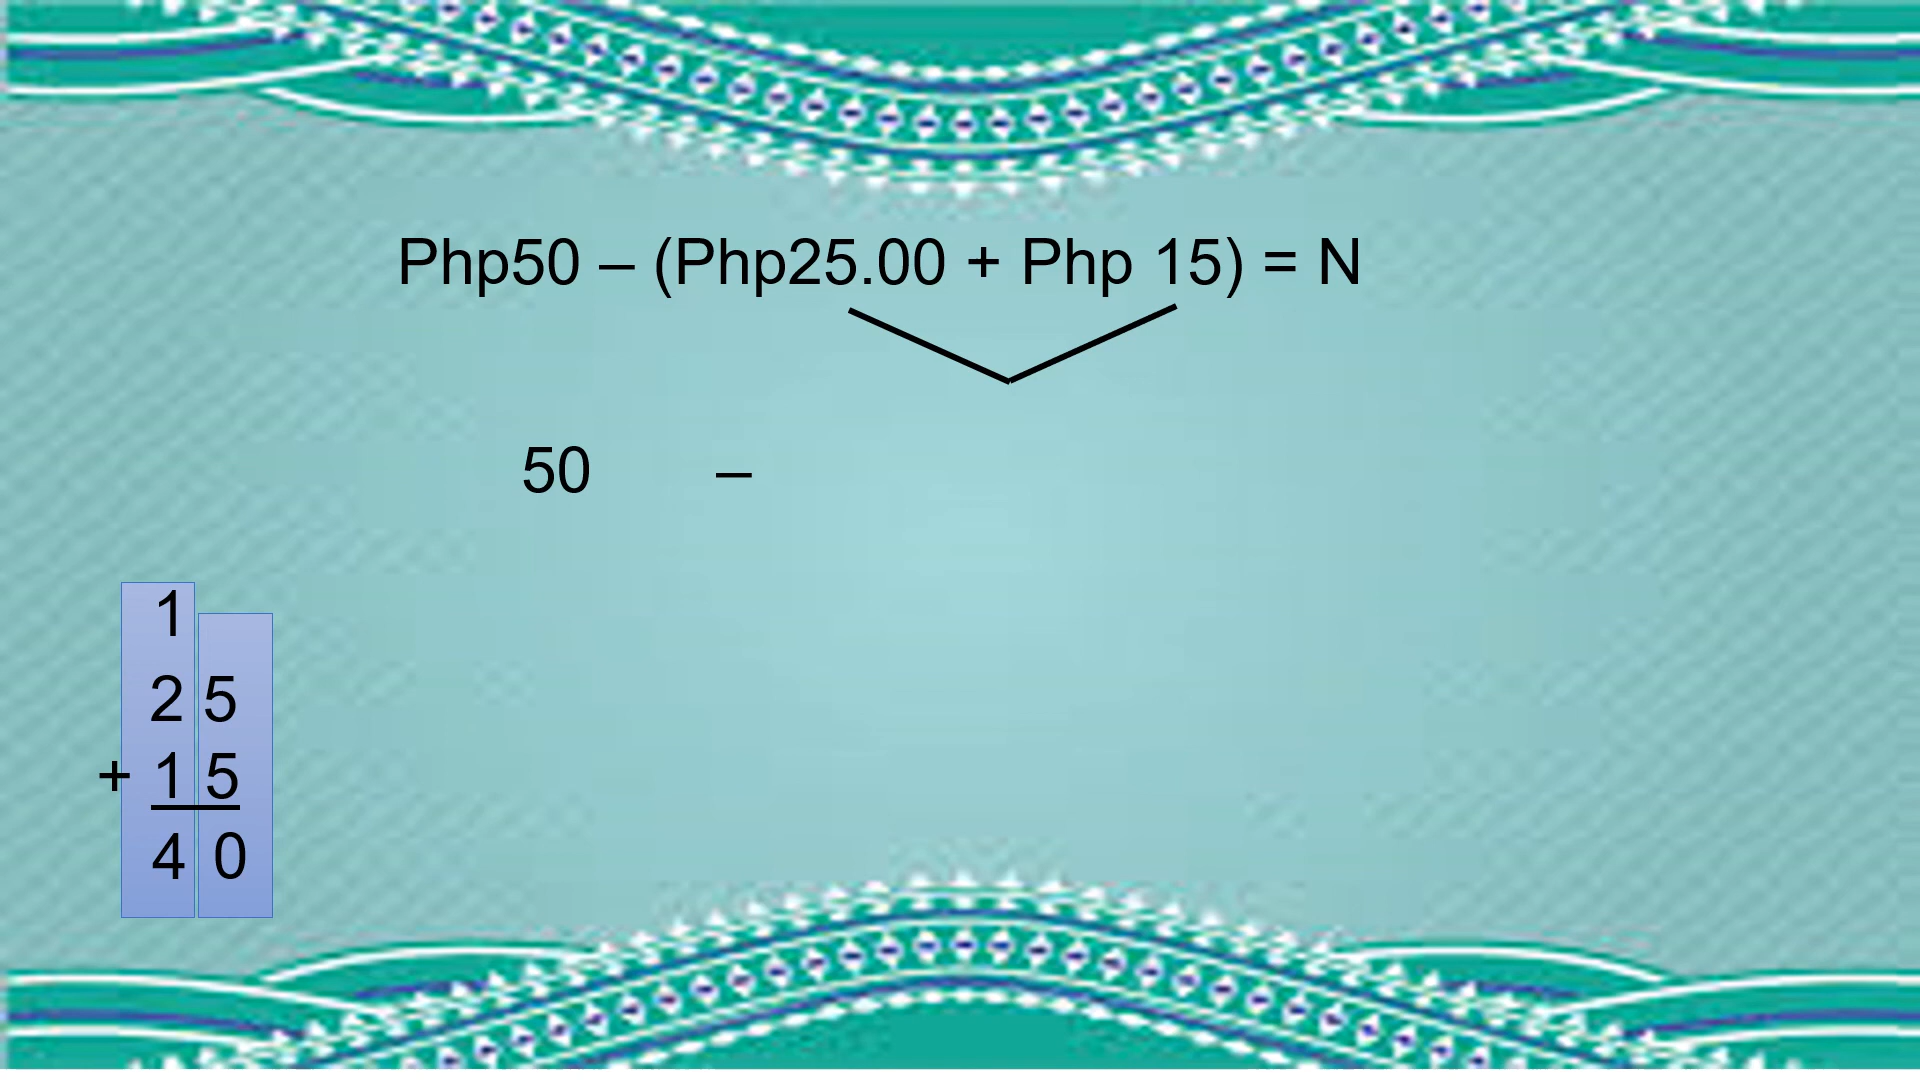 Php50 – (Php25.00 + Php 15) = N
50 –
1
2 5
+ 1 5
4 0